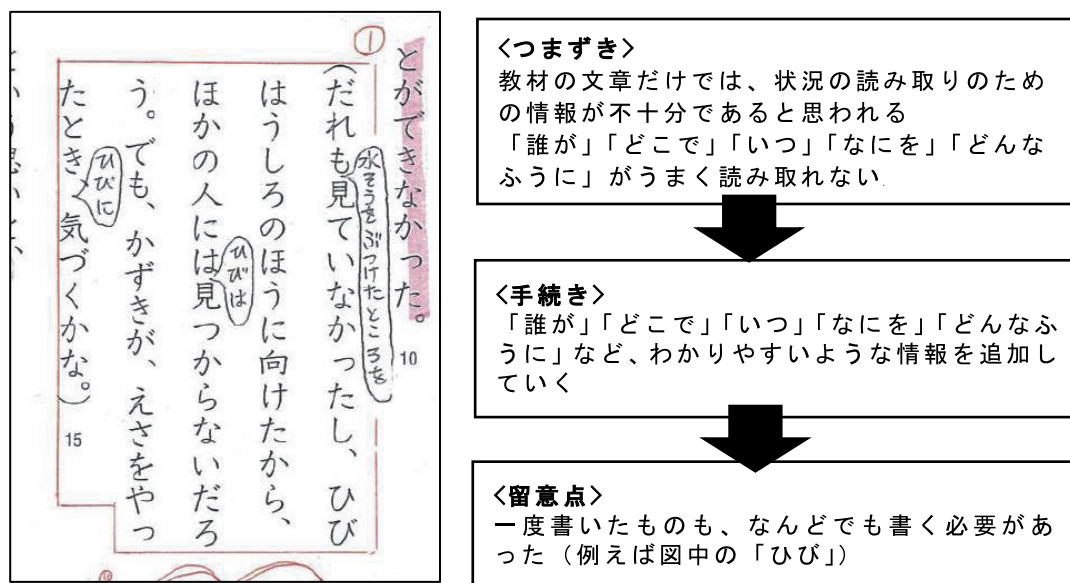 ①
とができなかった。
10
(だれも見ていなかったし、ひび
水そうをぶつけたところを
はうしろのほうに向けたから、
ほかの人には見つからないだろ
ひびは
う。でも、かずきが、えさをやっ
たとき気づくかな。)
ひびに
15
<つまずき>
教材の文章だけでは、状況の読み取りのため
の情報が不十分であると思われる
「誰が」「どこで」「いつ」「なにを」「どんな
ふうに」がうまく読み取れない
<手続き>
「誰が」「どこで」「いつ」「なにを」「どんなふ
うに」など、わかりやすいような情報を追加し
ていく
<留意点>
一度書いたものも、なんどでも書く必要があ
った（例えば図中の「ひび」）